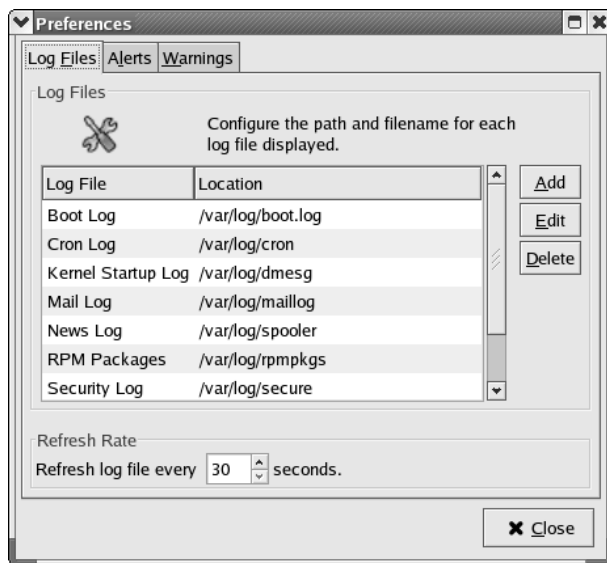 Preferences
Log Files Alerts Warnings
Log Files
Configure the path and filename for each
log file displayed.
Log File Location
Boot Log /var/log/boot.log
Cron Log /var/log/cron
Kernel Startup Log /var/log/dmesg
Mail Log /var/log/maillog
News Log /var/log/spooler
RPM Packages /var/log/rpmpkgs
Security Log /var/log/secure
Add
Edit
Delete
Refresh Rate
Refresh log file every 30 seconds.
Close